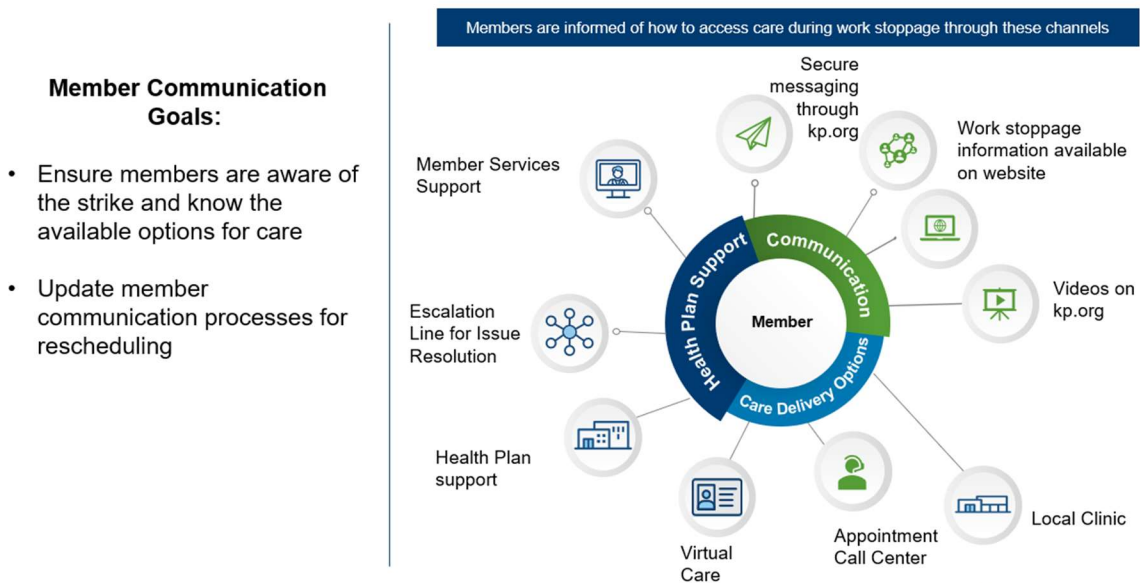 Members are informed of how to access care during work stoppage through these channels
Member Communication
Goals:
• Ensure members are aware of
the strike and know the
available options for care
• Update member
communication processes for
rescheduling
Secure
messaging
through
kp.org
Work stoppage
information available
on website
Member Services
Support
Videos on
kp.org
Escalation
Line for Issue
Resolution
Health Plan Support
Communication
Care Delivery Options
Member
Health Plan
support
Virtual
Care
Appointment
Call Center
Local Clinic